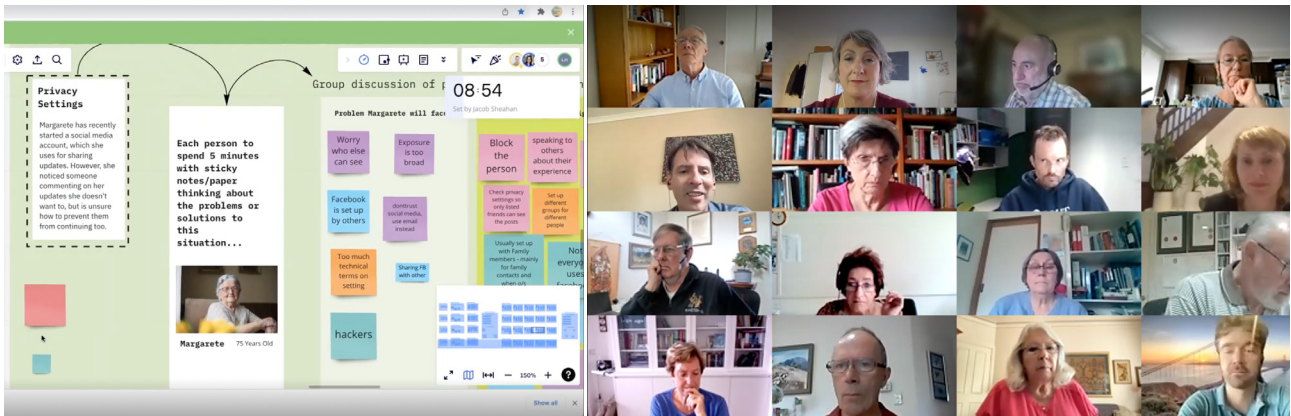 Privacy
Settings
Margarete has recently
started a social media
account, which she
uses for sharing
updates. However, she
noticed someone
commenting on her
updates she doesn't
want to, but is unsure
how to prevent them
from continuing too.
Each person to
spend 5 minutes
with sticky
notes/paper
thinking about
the problems or
solutions to
this
situation...
Margarete 75 Years Old
Group discussion of p
08:54
Set by Jacob Sheahan
5
Problem Margarete will face
Worry
who else
can see
Exposure
is too
broad
Facebook
is set up
by others
donttrust
social media,
use email
instead
Too much
technical
terms on
setting
Sharing FB
with other
hackers
Block
the
person
speaking to
others
about their
experience
Check privacy
settings so
only listed
friends can see
the posts
Set up
different
groups for
different
people
Usually set up
with Family
members - mainly
for family
contacts and
when o/s
Not
everyo
uses
150%
?
Show all